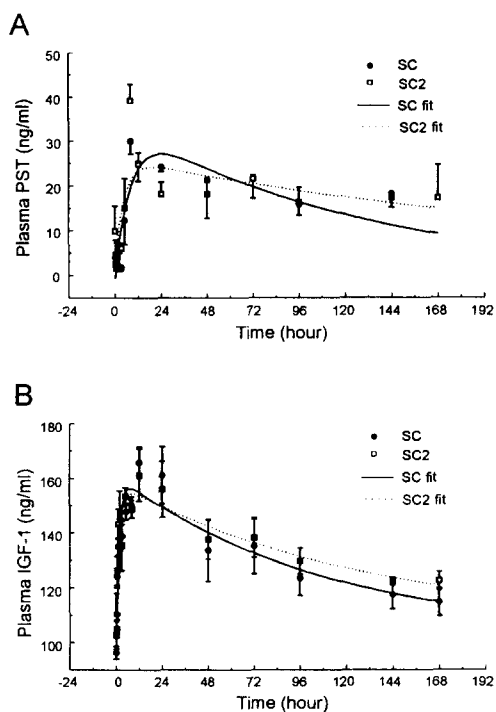 A
50
40
30
20
10
0
Plasma PST (ng/ml)
SC
SC2
SC fit
SC2 fit
-24 0 24 48 72 96 120 144 168 192
Time (hour)
B
180
160
140
120
100
Plasma IGF-1 (ng/ml)
SC
SC2
SC fit
SC2 fit
-24 0 24 48 72 96 120 144 168 192
Time (hour)